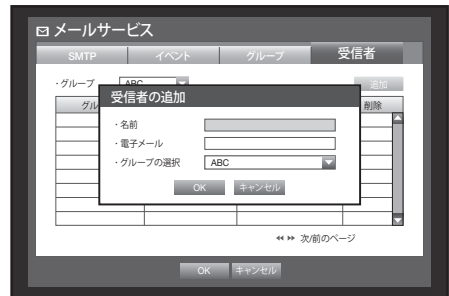 メールサービス
SMTP イベント グループ 受信者
・グループ ABC 追加
グル 削除
受信者の追加
・名前
・電子メール
・グループの選択 ABC
OK キャンセル
次/前のページ
OK キャンセル